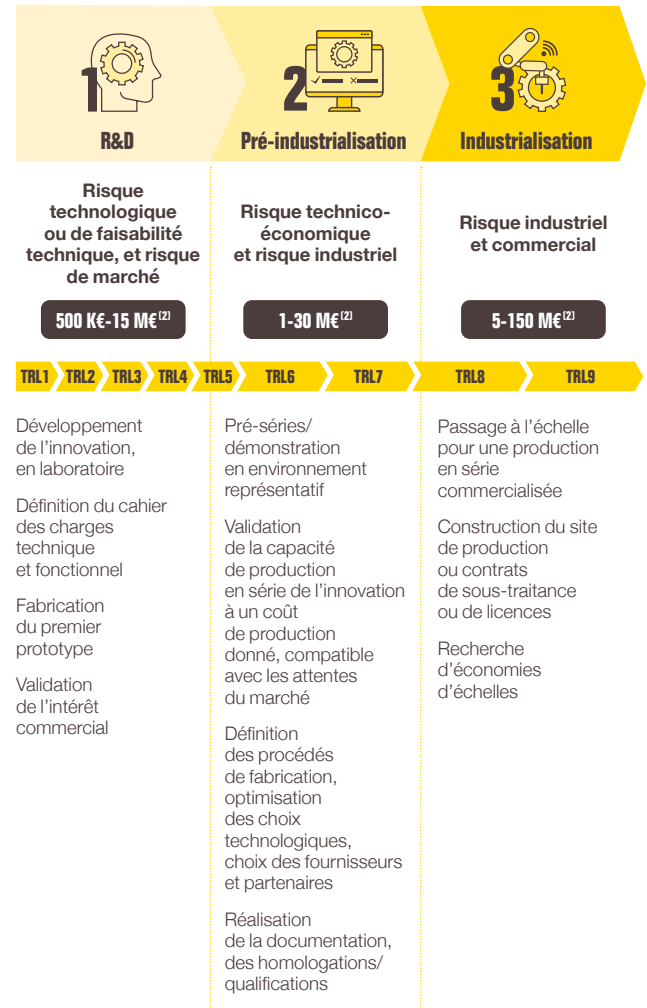 1
R&D
2
Pré-industrialisation
3
Industrialisation
Risque
technologique
ou de faisabilité
technique, et risque
de marché
Risque technico-
économique
et risque industriel
Risque industriel
et commercial
500 K€-15 M€(2)
1-30 M€(2)
5-150 M€(2)
TRL1 TRL2 TRL3 TRL4 TRL5 TRL6 TRL7 TRL8 TRL9
Développement
de l’innovation,
en laboratoire
Définition du cahier
des charges
technique
et fonctionnel
Fabrication
du premier
prototype
Validation
de l’intérêt
commercial
Pré-séries/
démonstration
en environnement
représentatif
Validation
de la capacité
de production
en série de l’innovation
à un coût
de production
donné, compatible
avec les attentes
du marché
Définition
des procédés
de fabrication,
optimisation
des choix
technologiques,
choix des fournisseurs
et partenaires
Réalisation
de la documentation,
des homologations/
qualifications
Passage à l’échelle
pour une production
en série
commercialisée
Construction du site
de production
ou contrats
de sous-traitance
ou de licences
Recherche
d’économies
d’échelles